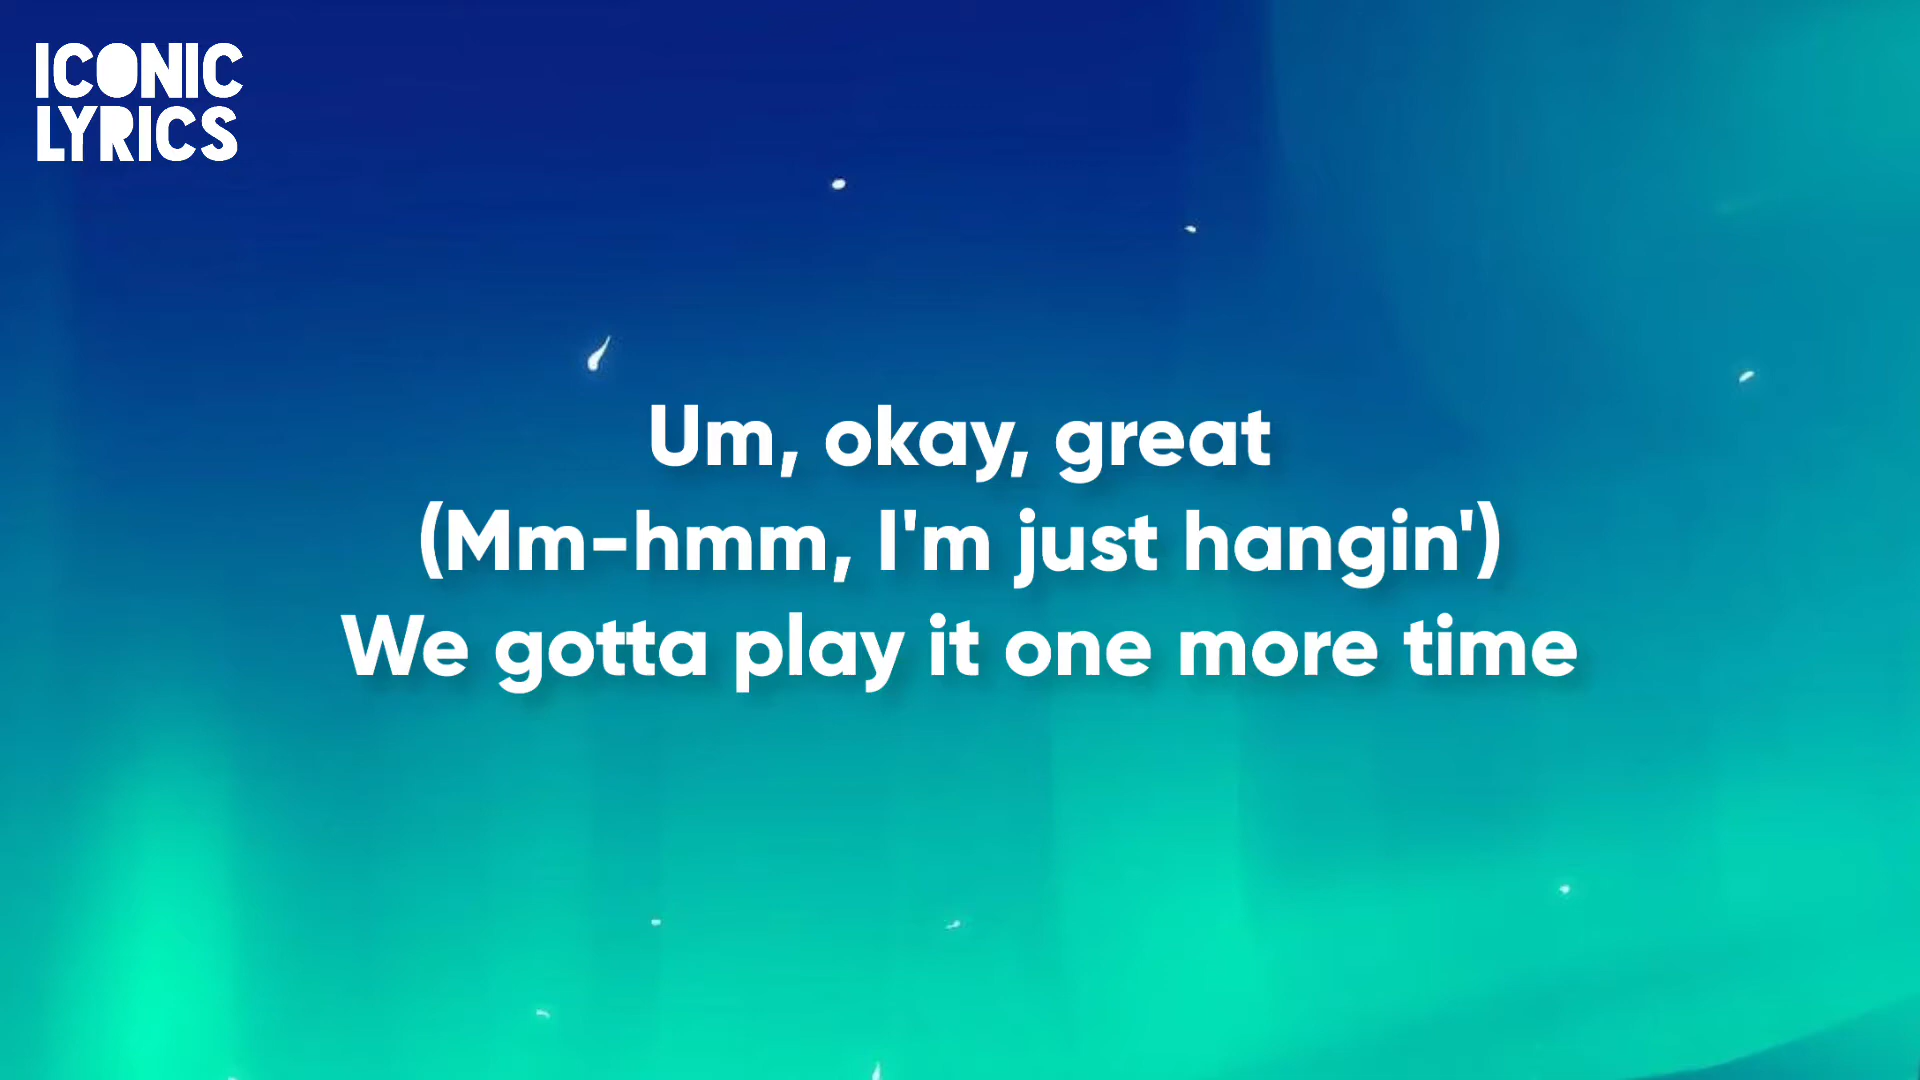 ICONIC
LYRICS
Um, okay, great
(Mm-hmm, I'm just hangin')
We gotta play it one more time